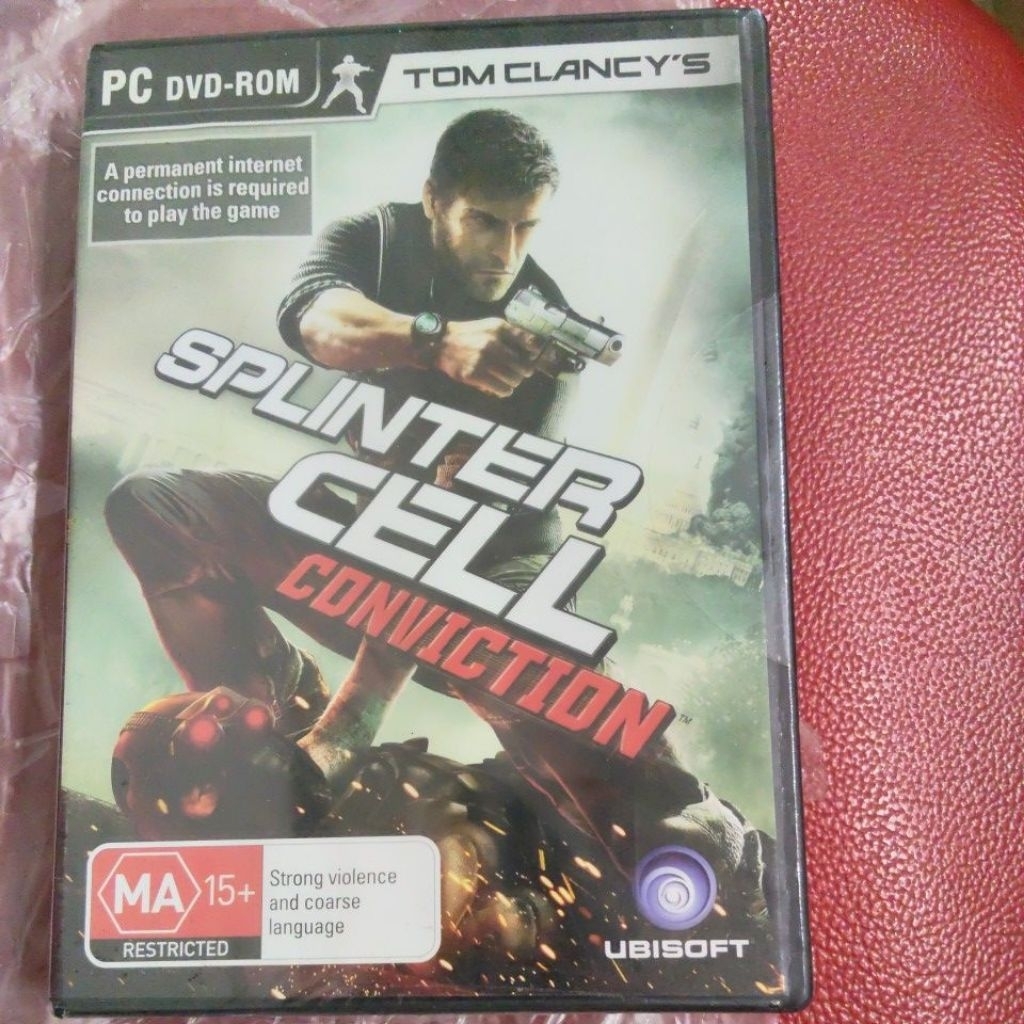 PC DVD-ROM
TOM CLANCY'S
A permanent internet
connection is required
to play the game
SPLINTER
CELL
CONVICTION™
MA 15+
RESTRICTED
Strong violence
and coarse
language
UBISOFT